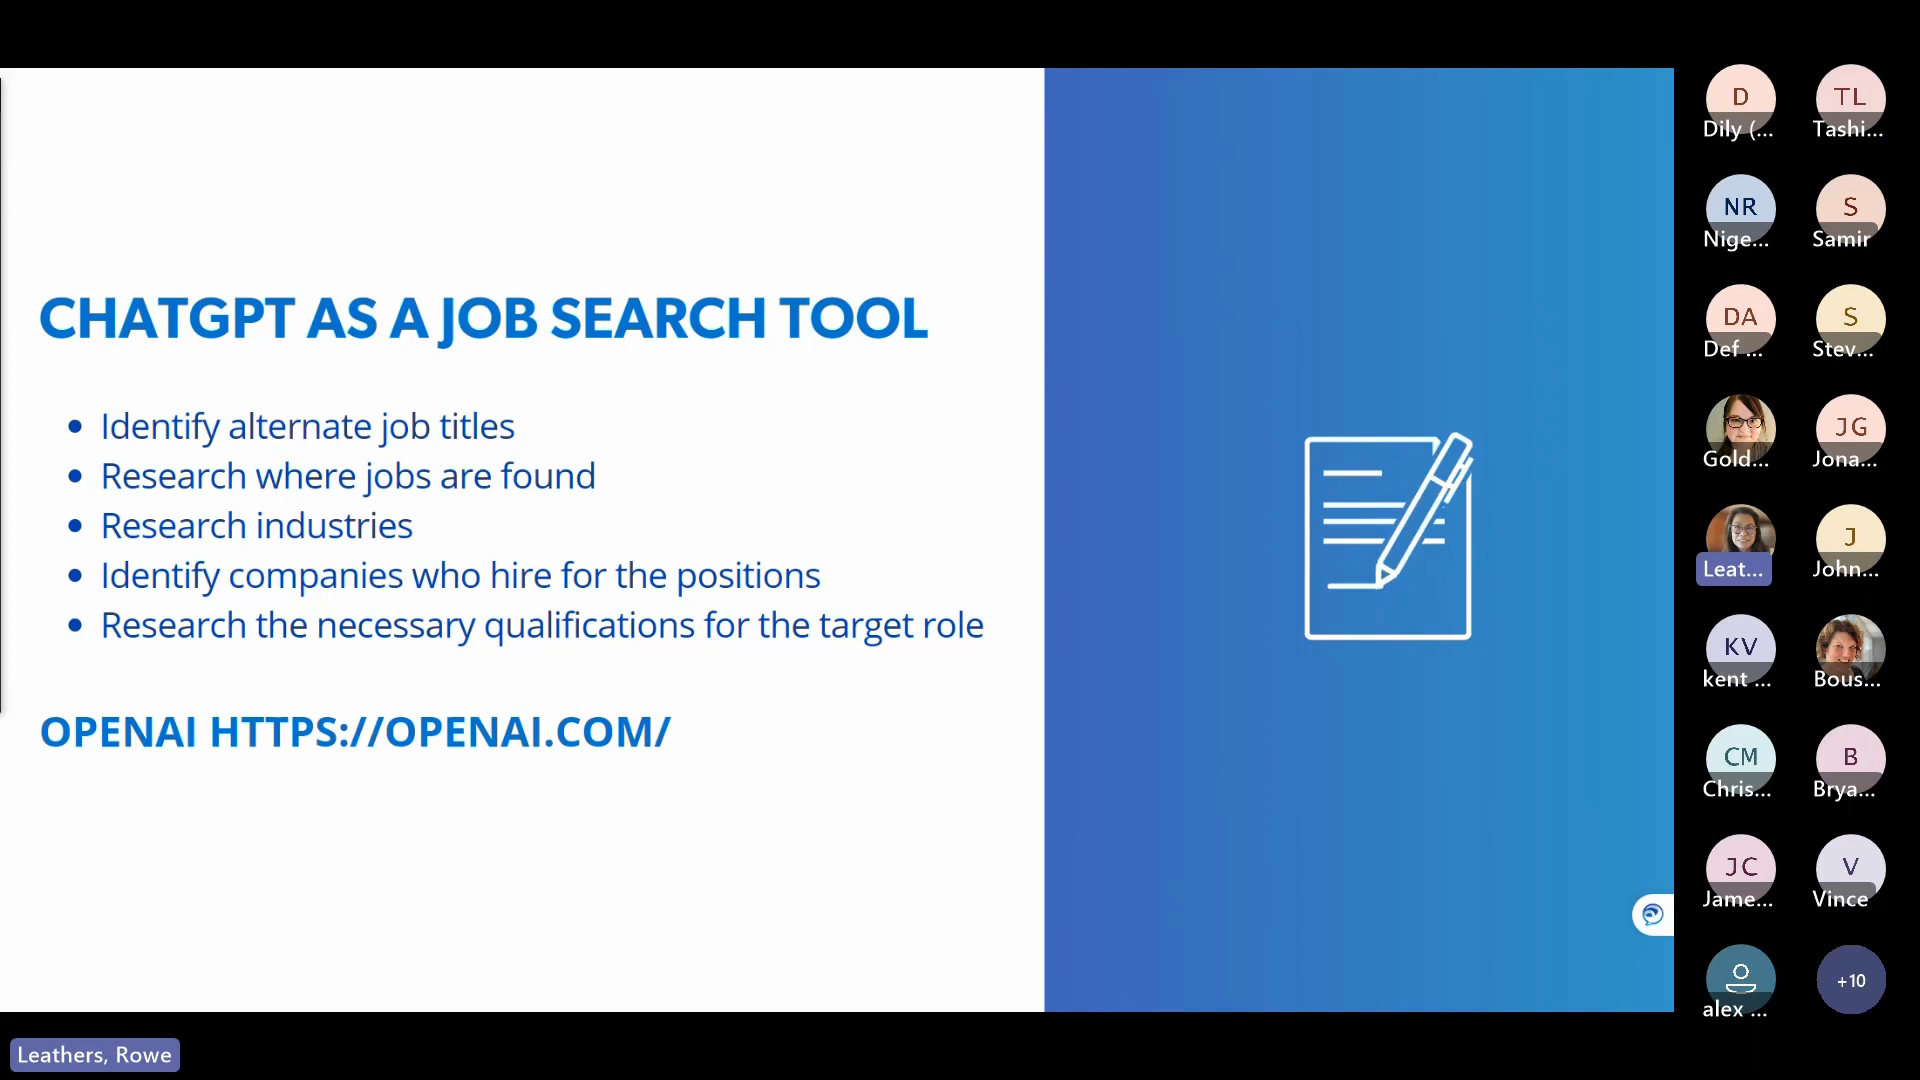 CHATGPT AS A JOB SEARCH TOOL
• Identify alternate job titles
• Research where jobs are found
• Research industries
• Identify companies who hire for the positions
• Research the necessary qualifications for the target role
OPENAI HTTPS://OPENAI.COM/
D
Dily (...
TL
Tashi...
NR
Nige...
S
Samir
DA
Def ...
S
Stev...
Gold...
JG
Jona...
Leat...
J
John...
KV
kent ...
Bous...
CM
Chris...
B
Brya...
JC
Jame...
V
Vince
alex ...
+10
Leathers, Rowe